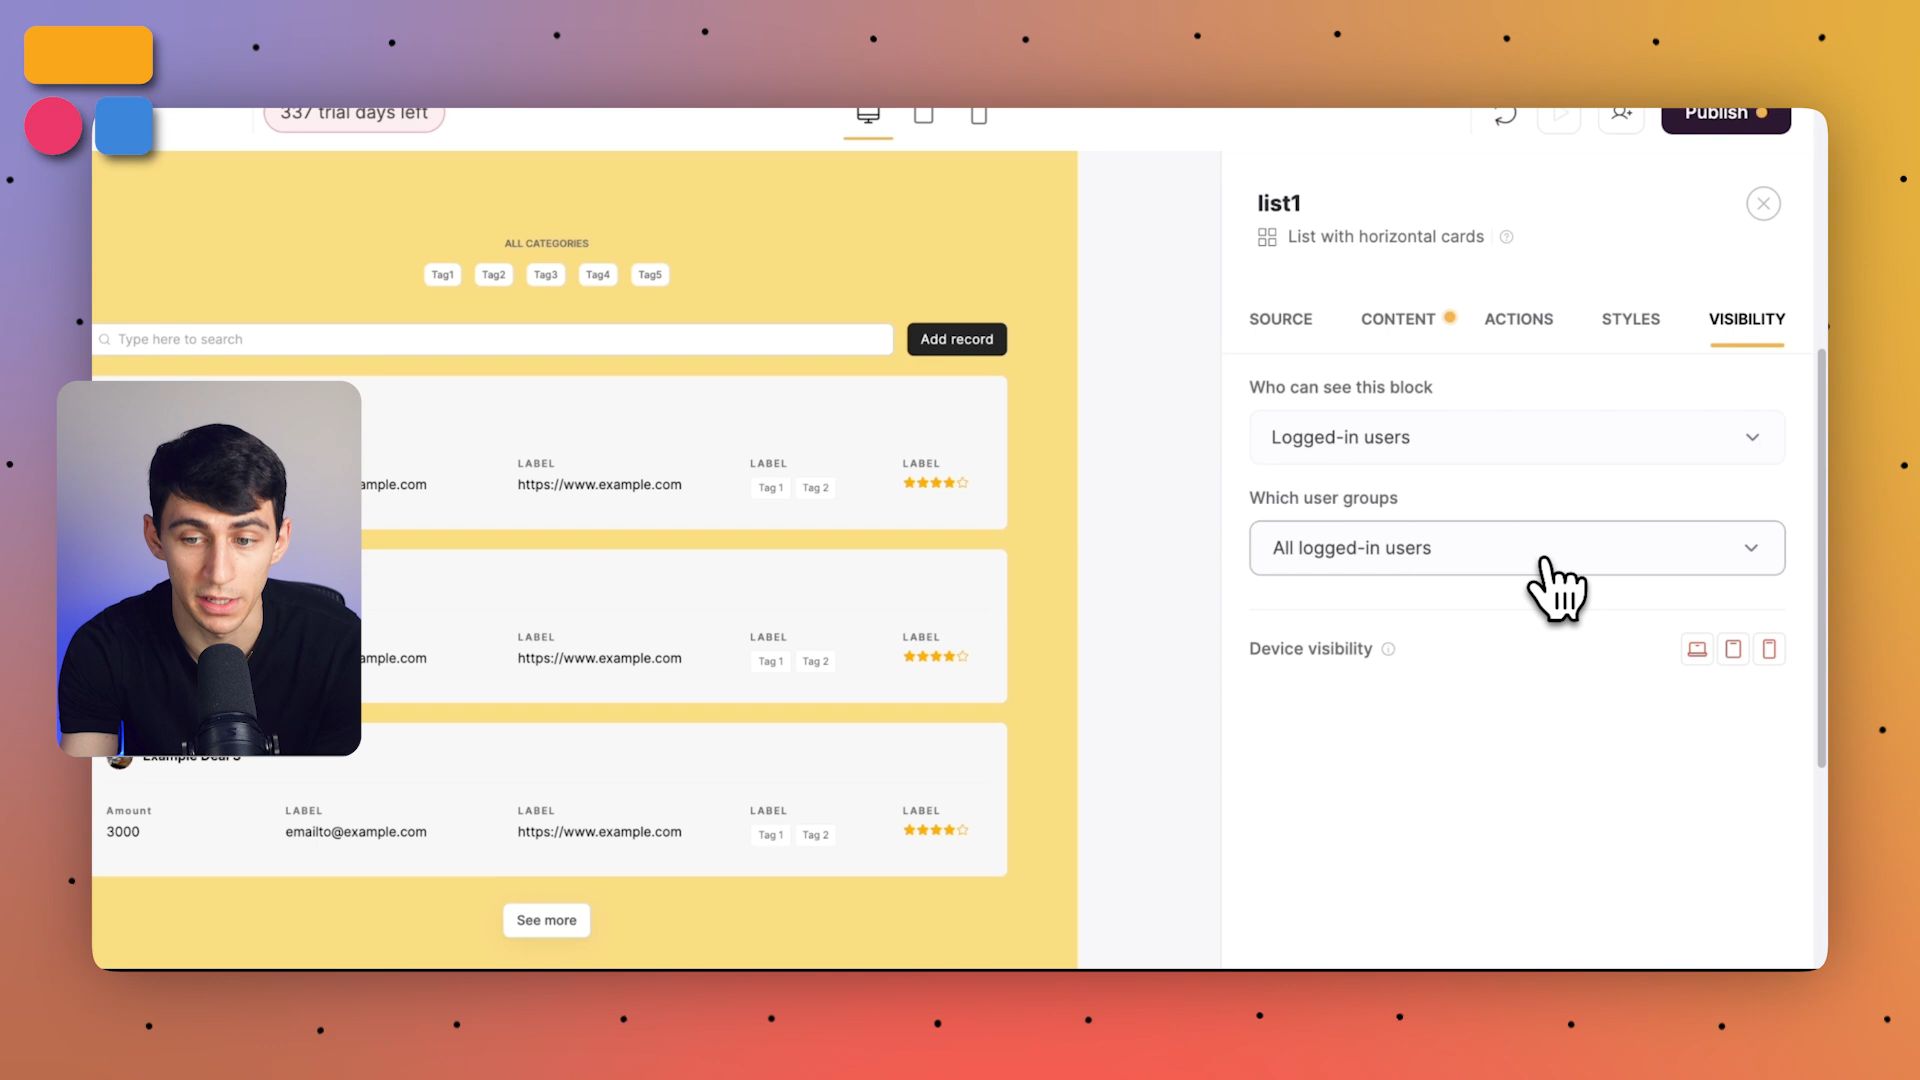 337 trial days left
Publish
ALL CATEGORIES
Tag1 Tag2 Tag3 Tag4 Tag5
Type here to search
Add record
LABEL LABEL LABEL
ample.com https://www.example.com Tag 1 Tag 2
LABEL LABEL LABEL
ample.com https://www.example.com Tag 1 Tag 2
Example Deal 3
Amount LABEL LABEL LABEL LABEL
3000 emailto@example.com https://www.example.com Tag 1 Tag 2
See more
list1
List with horizontal cards
SOURCE CONTENT ACTIONS STYLES VISIBILITY
Who can see this block
Logged-in users
Which user groups
All logged-in users
Device visibility